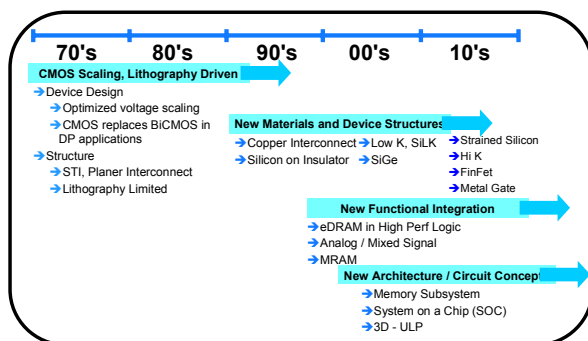 70's 80's 90's 00's 10's
CMOS Scaling, Lithography Driven
➔Device Design
➔Optimized voltage scaling
➔CMOS replaces BiCMOS in
DP applications
➔Structure
➔STI, Planer Interconnect
➔Lithography Limited
New Materials and Device Structures
➔Copper Interconnect
➔Silicon on Insulator
➔Low K, SiLK
➔SiGe
➔Strained Silicon
➔Hi K
➔FinFet
➔Metal Gate
New Functional Integration
➔eDRAM in High Perf Logic
➔Analog / Mixed Signal
➔MRAM
New Architecture / Circuit Concept
➔Memory Subsystem
➔System on a Chip (SOC)
➔3D - ULP